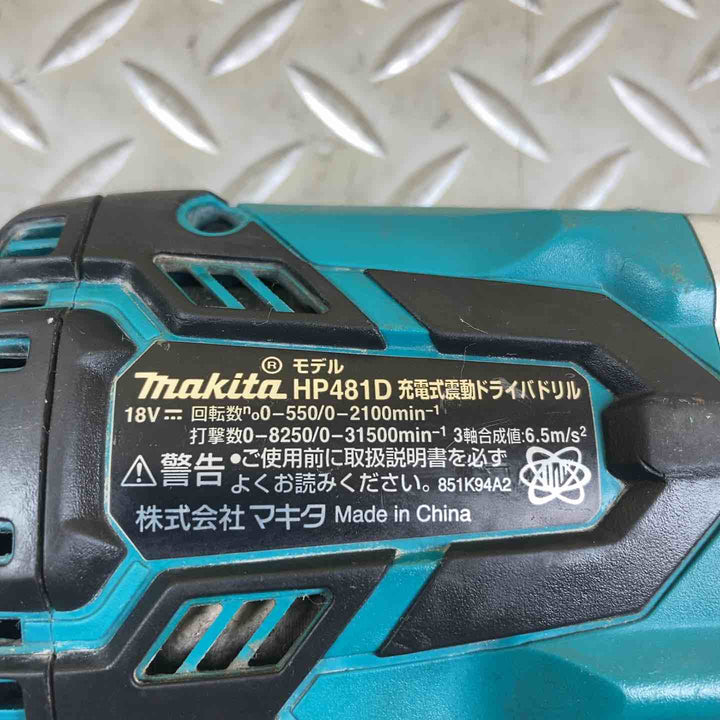 ® モデル
makita HP481D 充電式震動ドライバドリル
18V⎓ 回転数n₀0-550/0-2100min⁻¹
打撃数0-8250/0-31500min⁻¹ 3軸合成値:6.5m/s²
⚠警告 •ご使用前に取扱説明書を必ず
よくお読みください。 851K94A2
株式会社マキタ Made in China